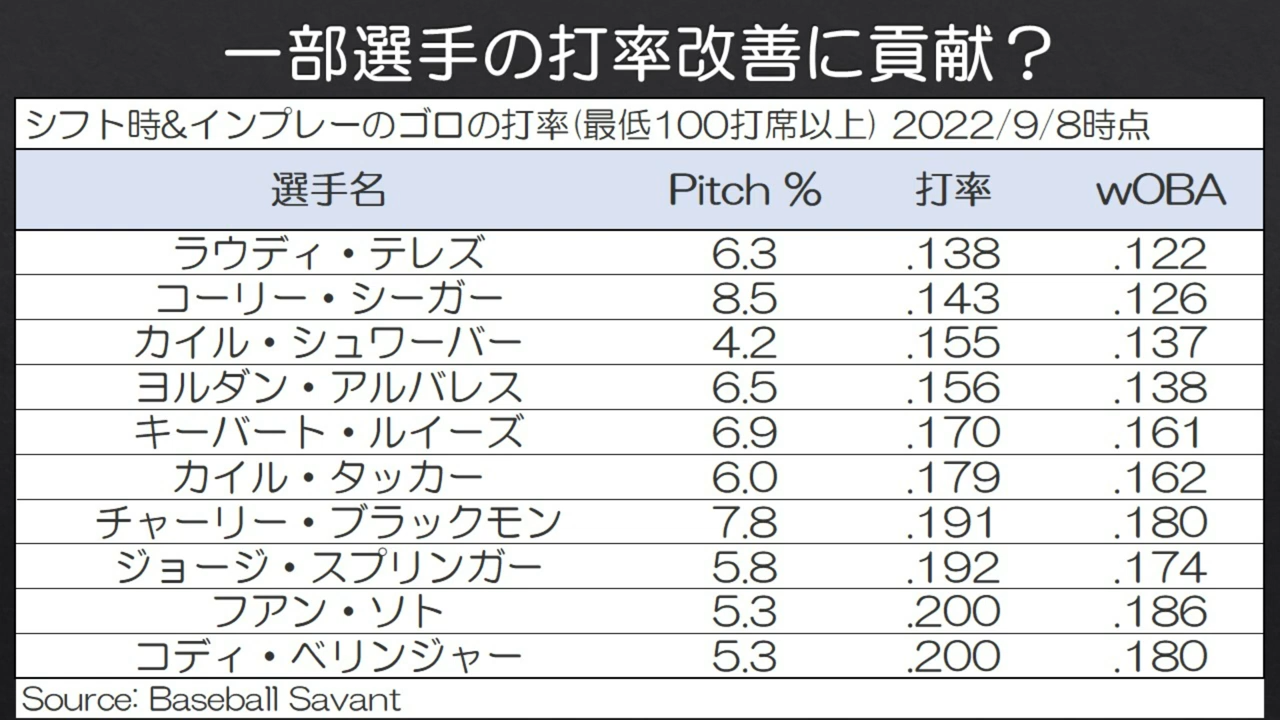 一部選手の打率改善に貢献？
シフト時&インプレーのゴロの打率(最低100打席以上) 2022/9/8時点
選手名 Pitch % 打率 wOBA
ラウディ・テレズ 6.3 .138 .122
コーリー・シーガー 8.5 .143 .126
カイル・シュワーバー 4.2 .155 .137
ヨルダン・アルバレス 6.5 .156 .138
キーバート・ルイーズ 6.9 .170 .161
カイル・タッカー 6.0 .179 .162
チャーリー・ブラックモン 7.8 .191 .180
ジョージ・スプリンガー 5.8 .192 .174
フアン・ソト 5.3 .200 .186
コディ・ベリンジャー 5.3 .200 .180
Source: Baseball Savant